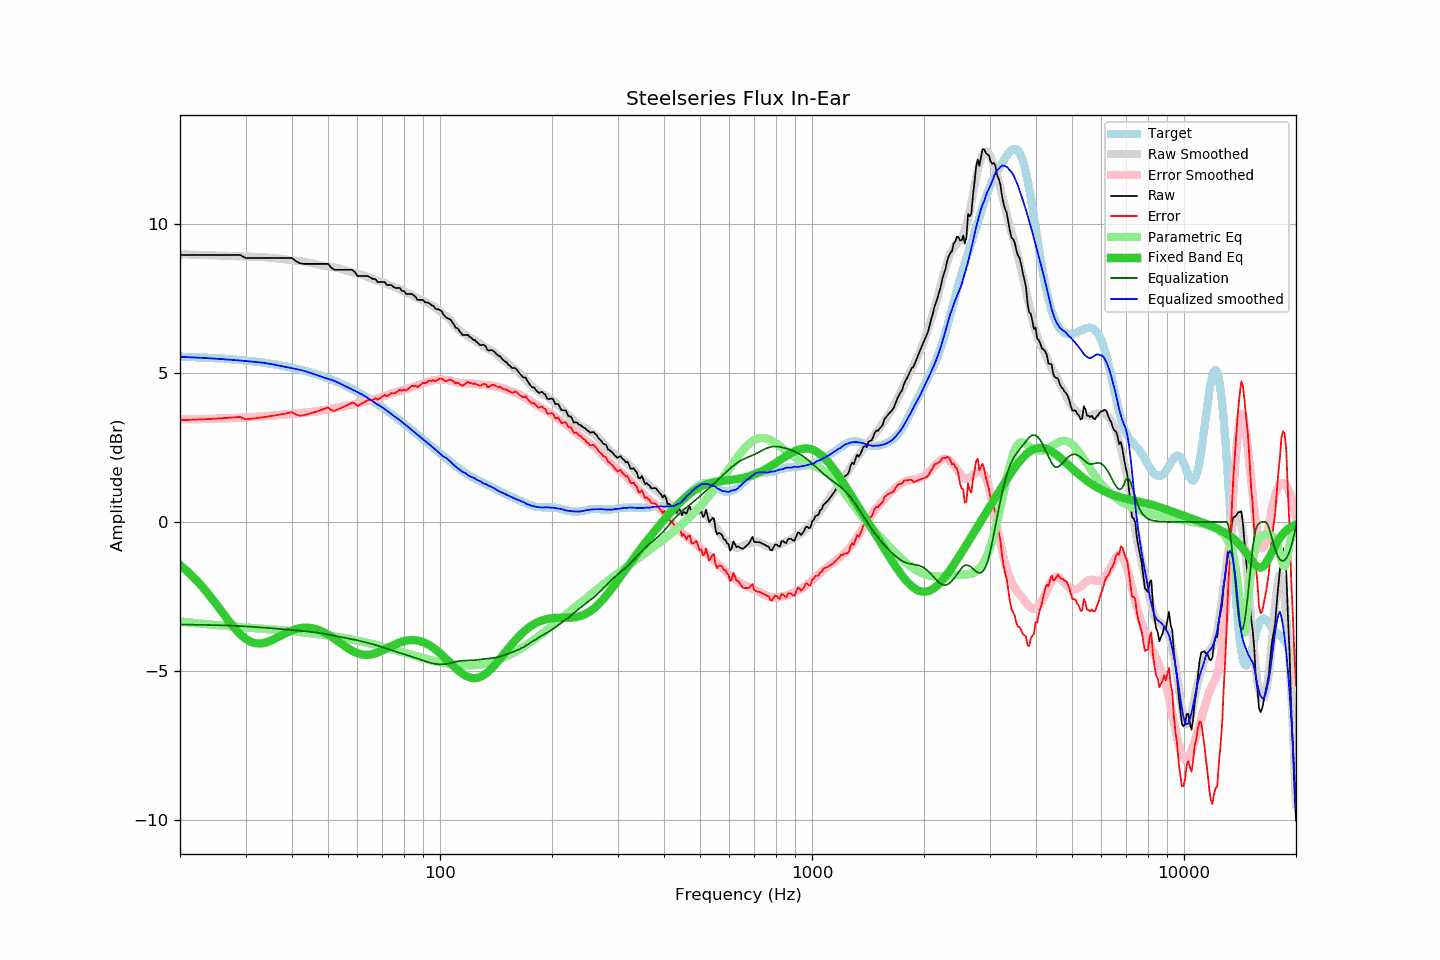 Steelseries Flux In-Ear
Target
Raw Smoothed
Error Smoothed
Raw
Error
Parametric Eq
Fixed Band Eq
Equalization
Equalized smoothed
Amplitude (dBr)
10
5
0
−5
−10
100
1000
10000
Frequency (Hz)